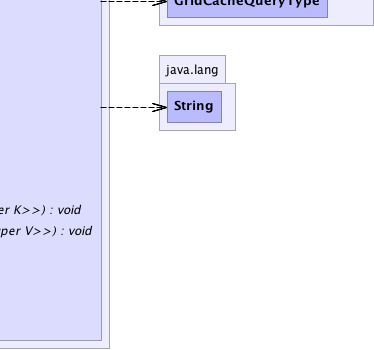 GridCacheQueryType
java.lang
String
er K>>) : void
per V>>) : void